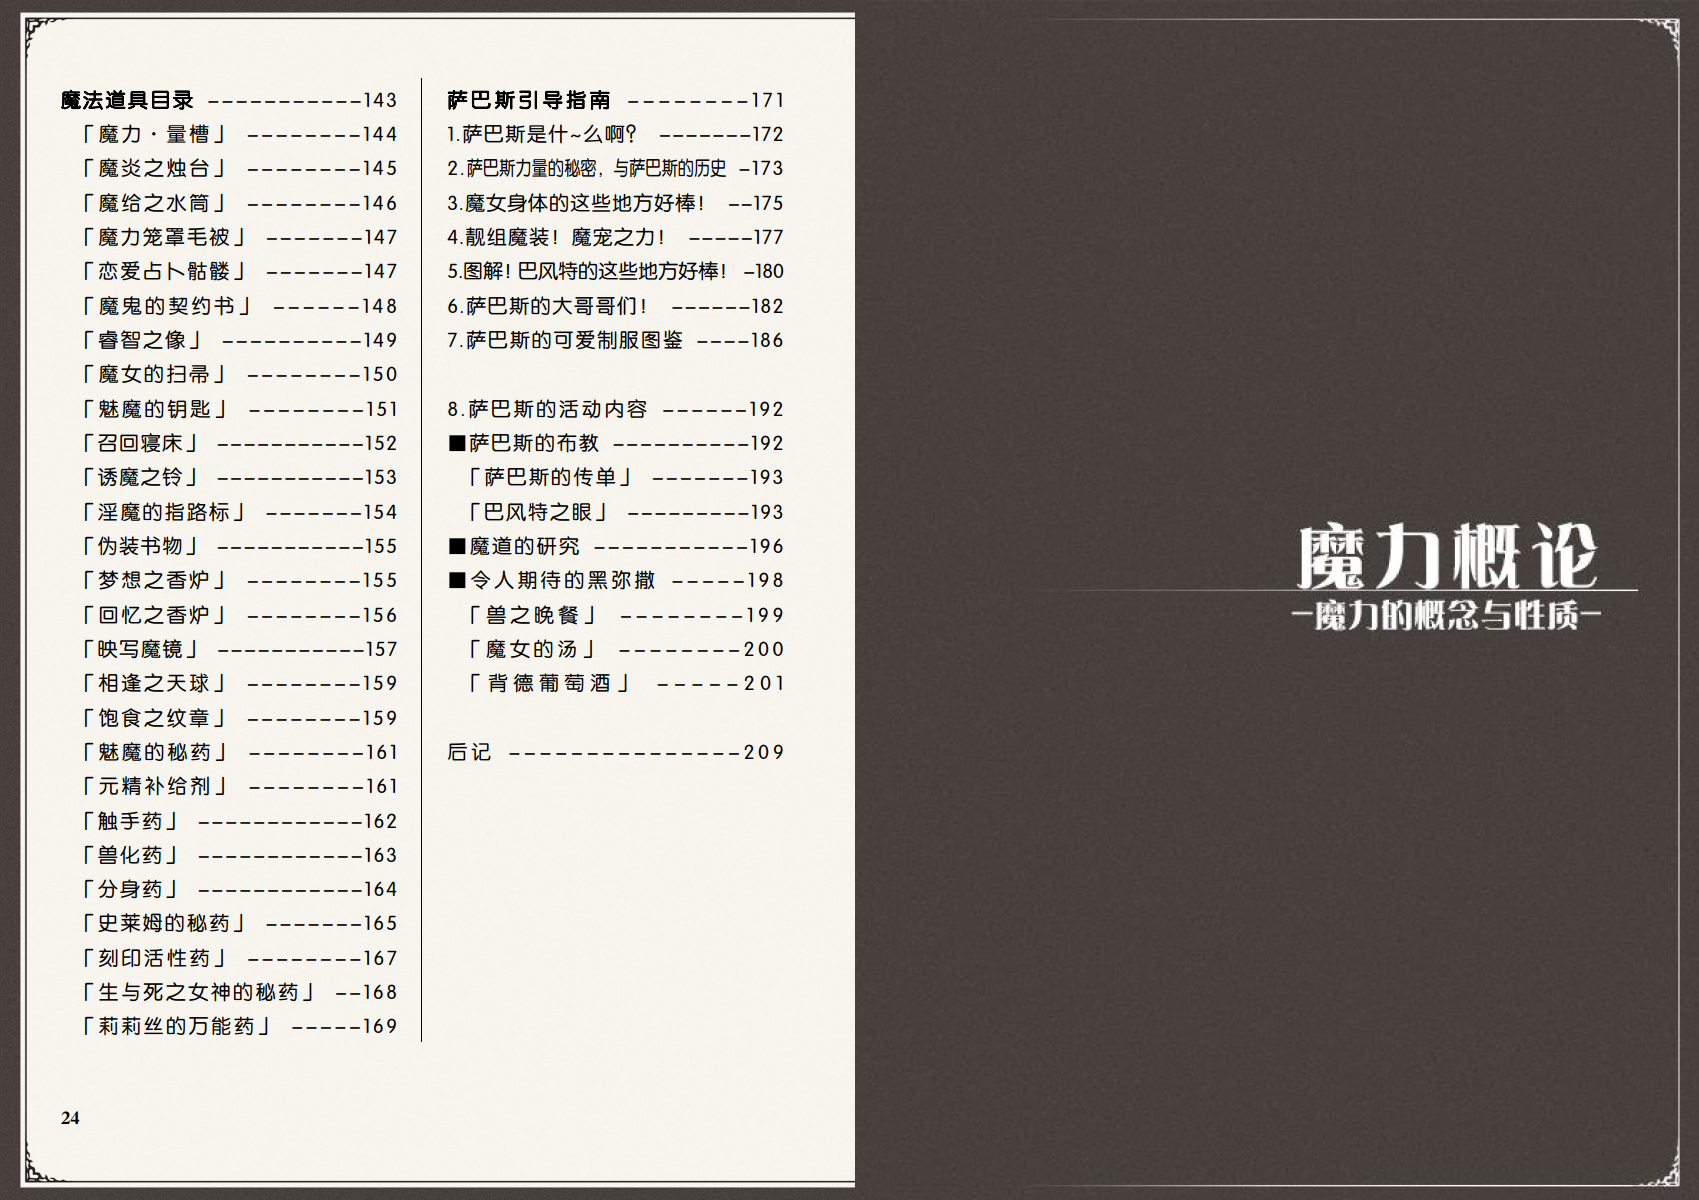 魔法道具目录 –––––––––––143
「魔力·量槽」 ––––––––144
「魔炎之烛台」 ––––––––145
「魔给之水筒」 ––––––––146
「魔力笼罩毛被」 –––––––147
「恋爱占卜骷髅」 –––––––147
「魔鬼的契约书」 ––––––148
「睿智之像」 ––––––––––149
「魔女的扫帚」 ––––––––150
「魅魔的钥匙」 ––––––––151
「召回寝床」 –––––––––––152
「诱魔之铃」 –––––––––––153
「淫魔的指路标」 –––––––154
「伪装书物」 –––––––––––155
「梦想之香炉」 ––––––––155
「回忆之香炉」 ––––––––156
「映写魔镜」 –––––––––––157
「相逢之天球」 ––––––––159
「饱食之纹章」 ––––––––159
「魅魔的秘药」 ––––––––161
「元精补给剂」 ––––––––161
「触手药」 ––––––––––––162
「兽化药」 ––––––––––––163
「分身药」 ––––––––––––164
「史莱姆的秘药」 –––––––165
「刻印活性药」 ––––––––167
「生与死之女神的秘药」 ––168
「莉莉丝的万能药」 –––––169
24
萨巴斯引导指南 ––––––––171
1.萨巴斯是什~么啊？ –––––––172
2.萨巴斯力量的秘密，与萨巴斯的历史 –173
3.魔女身体的这些地方好棒！ ––175
4.靓组魔装！魔宠之力！ –––––177
5.图解！巴风特的这些地方好棒！ –180
6.萨巴斯的大哥哥们！ ––––––182
7.萨巴斯的可爱制服图鉴 ––––186
8.萨巴斯的活动内容 ––––––192
■萨巴斯的布教 ––––––––––192
「萨巴斯的传单」 –––––––193
「巴风特之眼」 –––––––––193
■魔道的研究 –––––––––––196
■令人期待的黑弥撒 –––––198
「兽之晚餐」 ––––––––199
「魔女的汤」 ––––––––200
「背德葡萄酒」 –––––201
后记 –––––––––––––––209
魔力概论
–魔力的概念与性质–